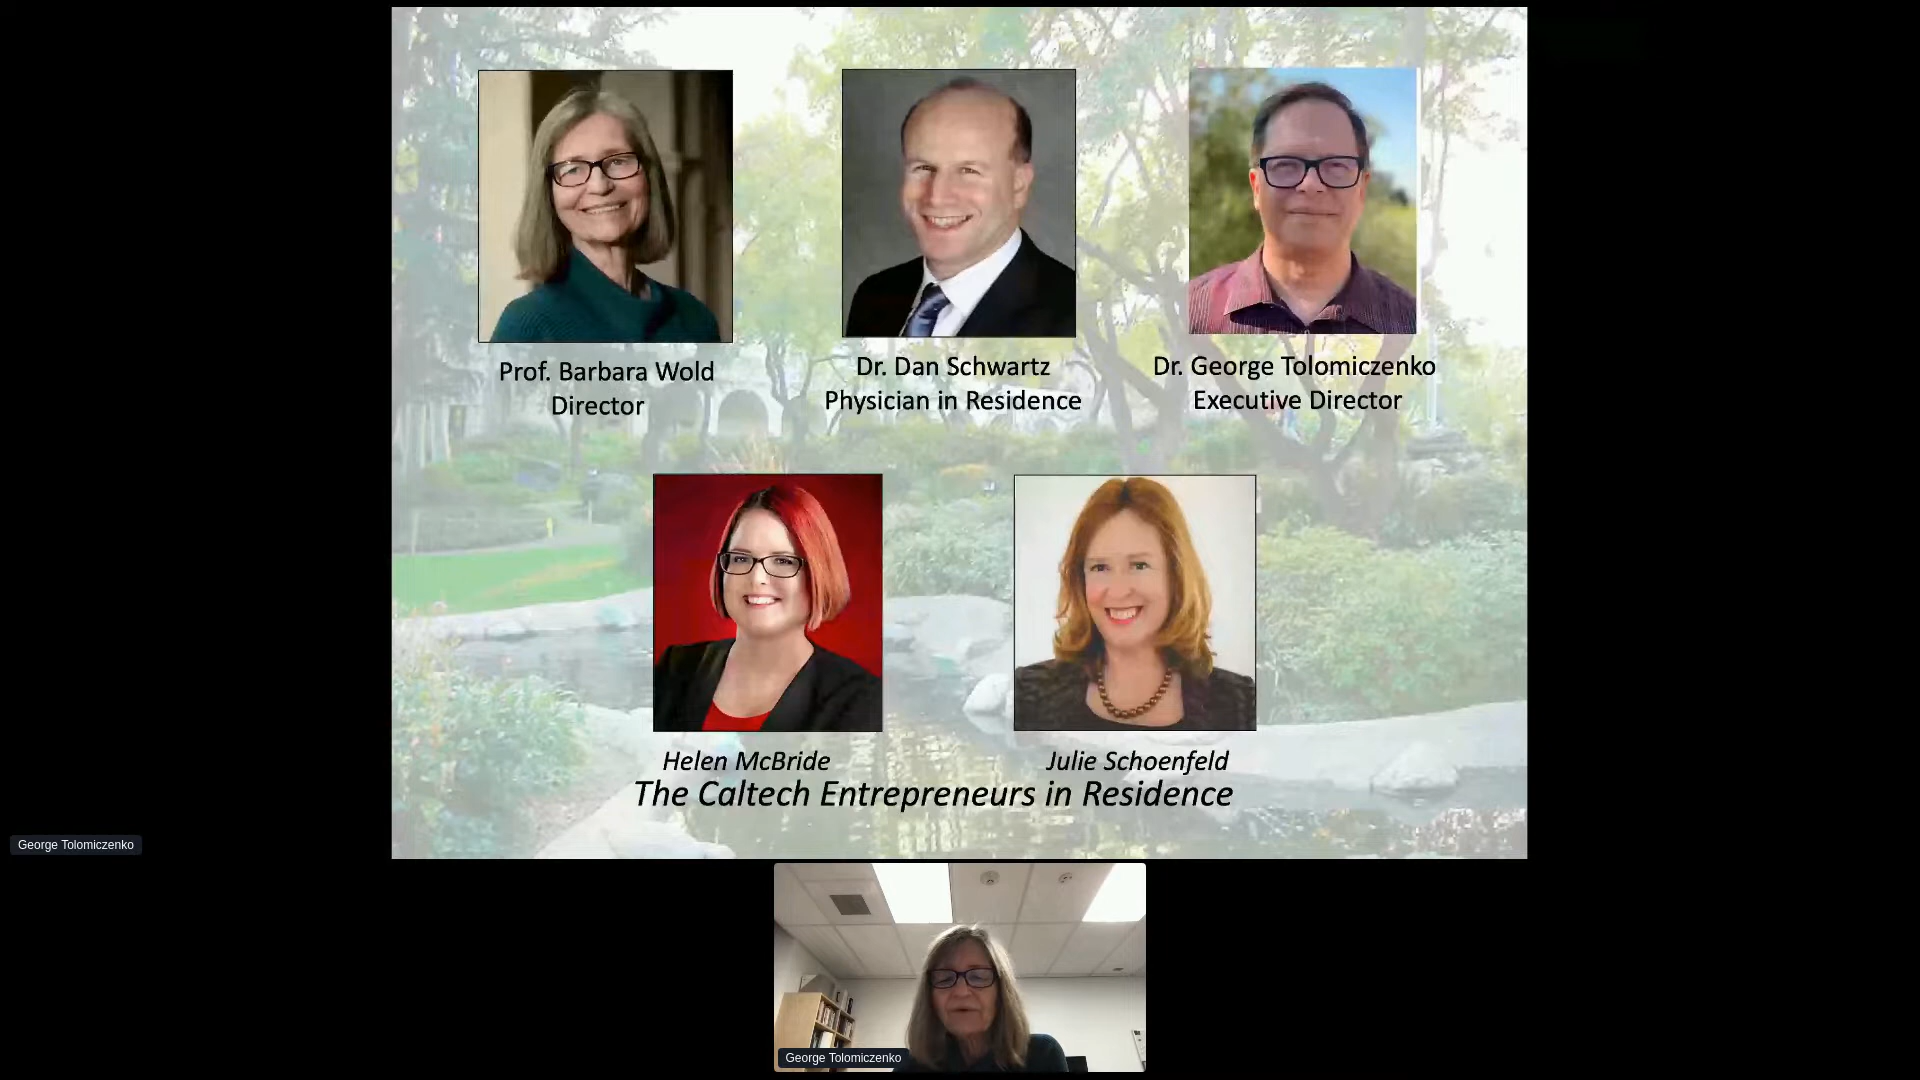 Prof. Barbara Wold
Director
Dr. Dan Schwartz
Physician in Residence
Dr. George Tolomiczenko
Executive Director
Helen McBride
Julie Schoenfeld
The Caltech Entrepreneurs in Residence
George Tolomiczenko
George Tolomiczenko